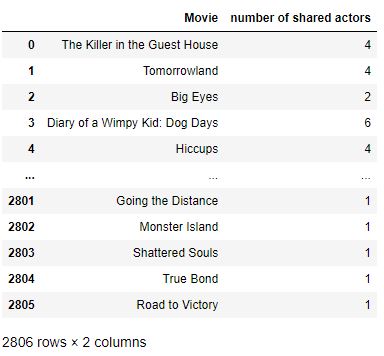 Movie number of shared actors
0 The Killer in the Guest House 4
1 Tomorrowland 4
2 Big Eyes 2
3 Diary of a Wimpy Kid: Dog Days 6
4 Hiccups 4
... ... ...
2801 Going the Distance 1
2802 Monster Island 1
2803 Shattered Souls 1
2804 True Bond 1
2805 Road to Victory 1
2806 rows × 2 columns